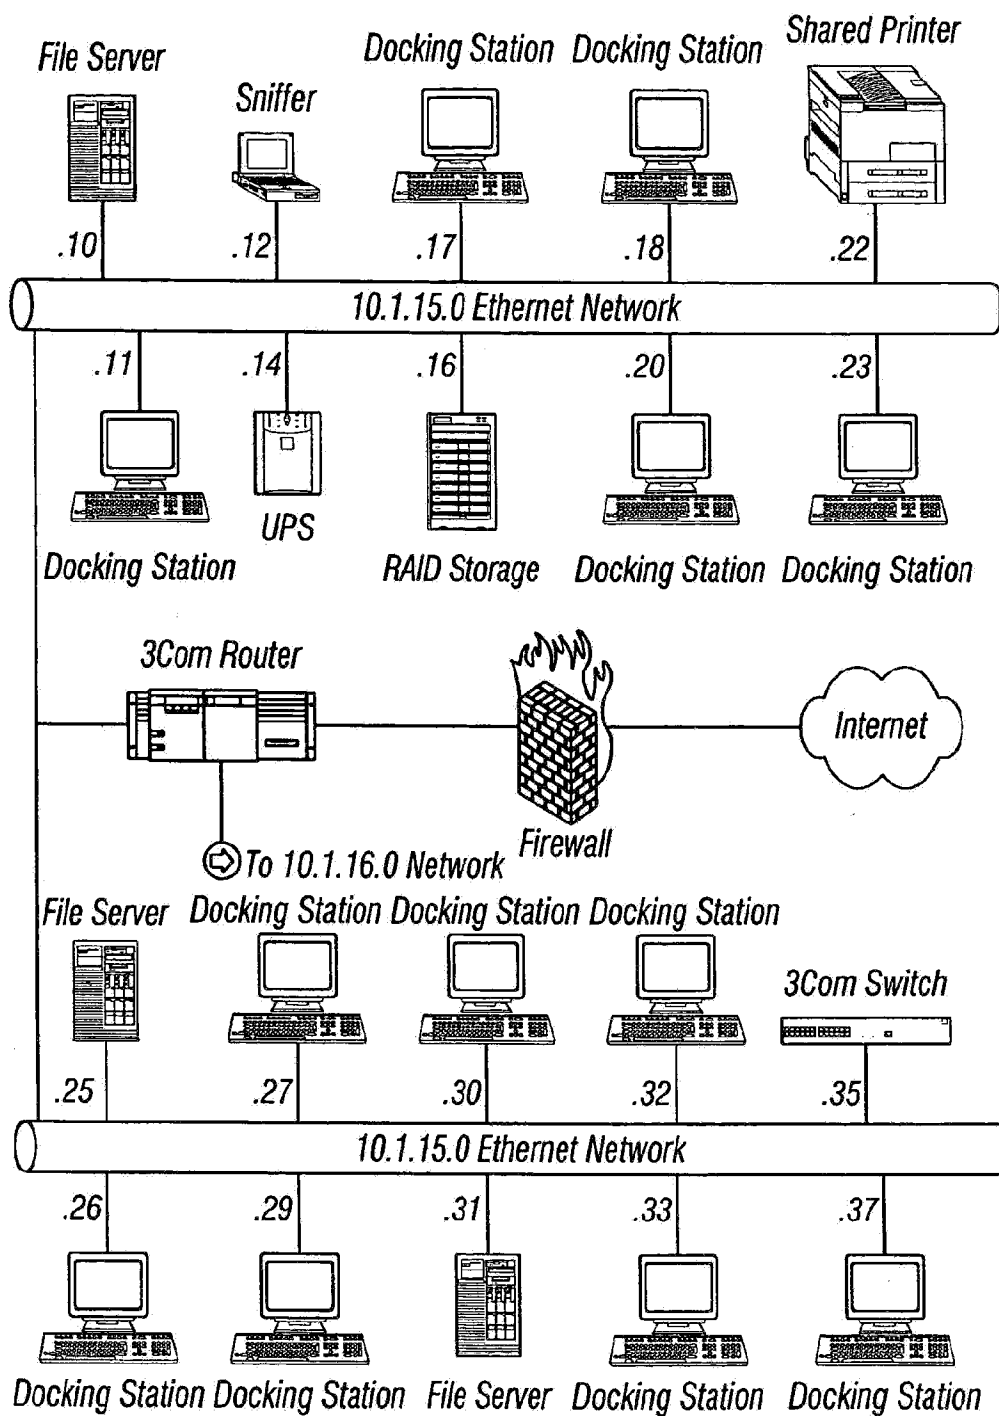 File Server
Sniffer
Docking Station
Docking Station
Shared Printer
.10
.12
.17
.18
.22
10.1.15.0 Ethernet Network
.11
.14
.16
.20
.23
Docking Station
UPS
RAID Storage
Docking Station
Docking Station
3Com Router
Firewall
Internet
To 10.1.16.0 Network
File Server
Docking Station
Docking Station
Docking Station
3Com Switch
.25
.27
.30
.32
.35
10.1.15.0 Ethernet Network
.26
.29
.31
.33
.37
Docking Station
Docking Station
File Server
Docking Station
Docking Station